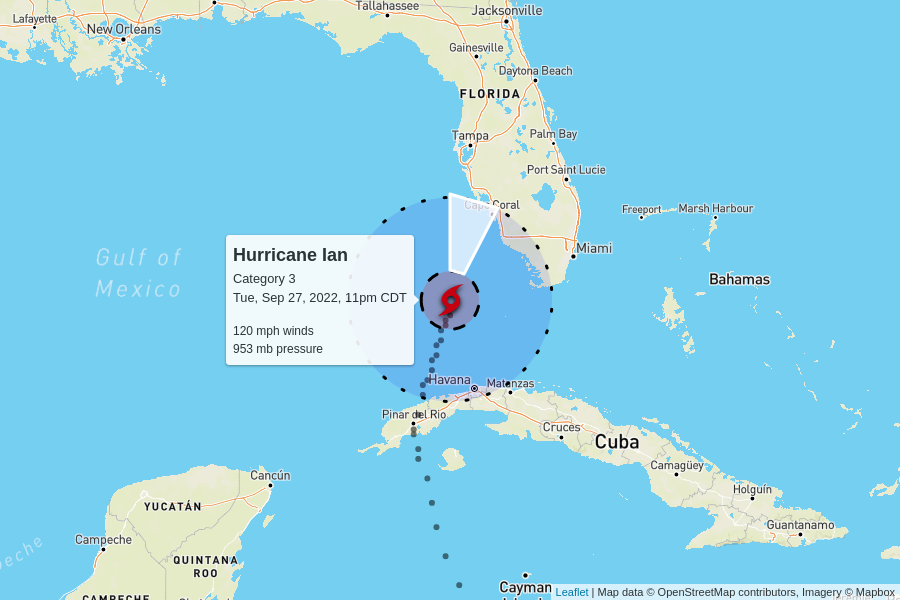 Lafayette
New Orleans
Tallahassee
Jacksonville
Gainesville
Daytona Beach
FLORIDA
Tampa
Palm Bay
Port Saint Lucie
Cape Coral
Freeport
Marsh Harbour
Miami
Gulf of
Mexico
Bahamas
Hurricane Ian
Category 3
Tue, Sep 27, 2022, 11pm CDT
120 mph winds
953 mb pressure
Havana
Matanzas
Pinar del Rio
Cruces
Cuba
Camagüey
Holguín
Guantanamo
Cancún
YUCATÁN
Campeche
QUINTANA
ROO
CAMPECHE
Cayman
Leaflet | Map data © OpenStreetMap contributors, Imagery © Mapbox